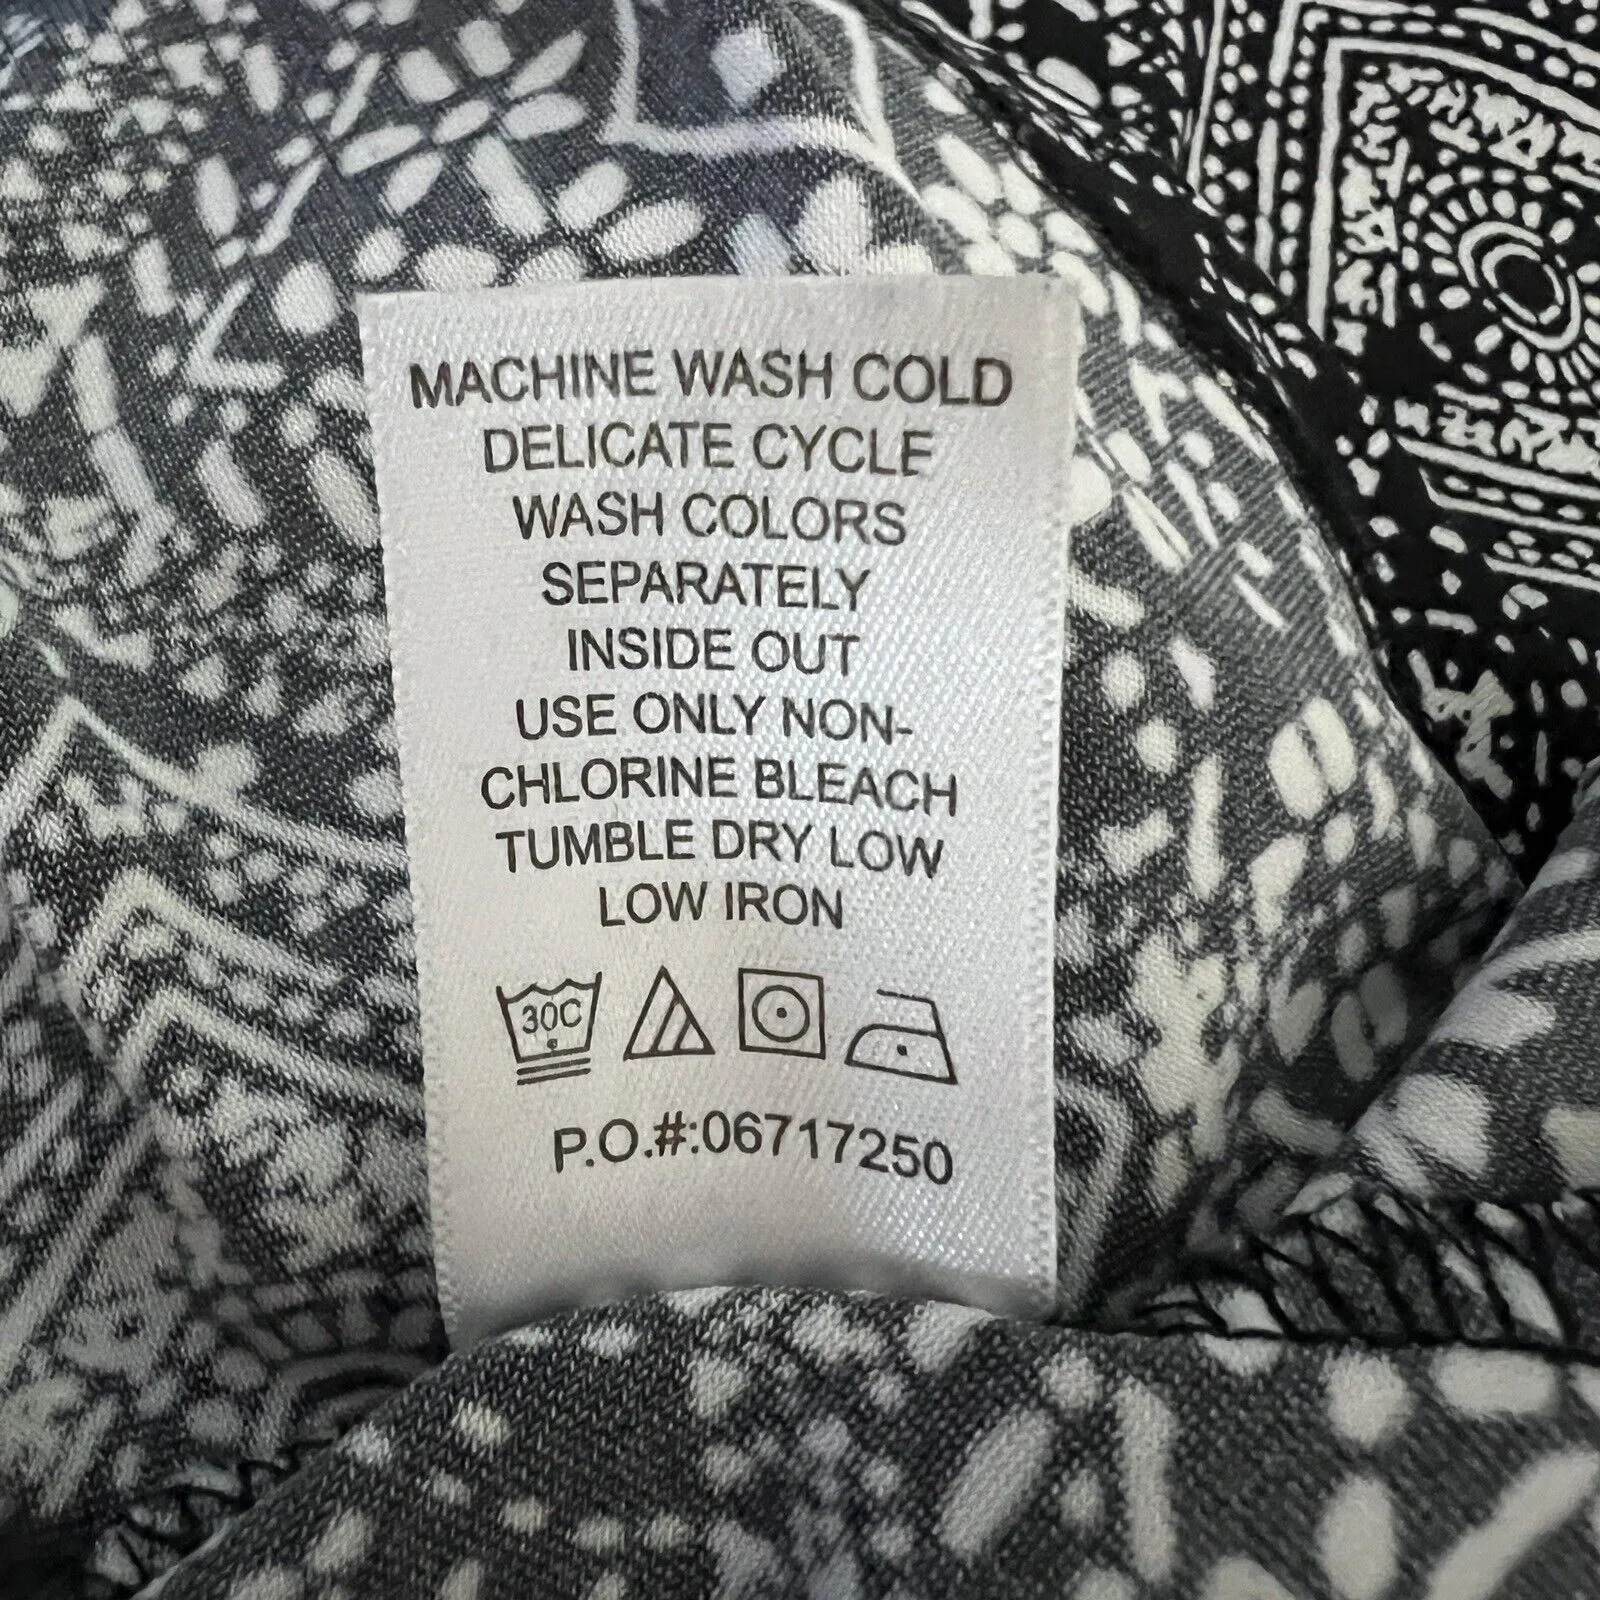 MACHINE WASH COLD
DELICATE CYCLE
WASH COLORS
SEPARATELY
INSIDE OUT
USE ONLY NON-
CHLORINE BLEACH
TUMBLE DRY LOW
LOW IRON
30C
P.O.#:06717250